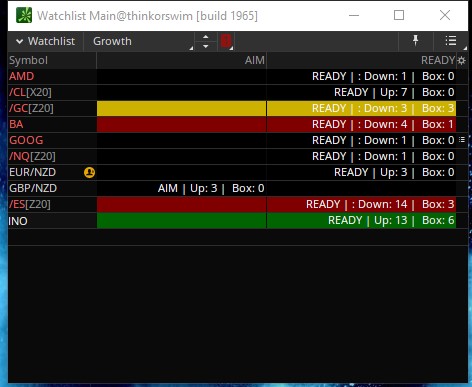 Watchlist Main@thinkorswim [build 1965]
Watchlist Growth
Symbol AIM READY
AMD READY | : Down: 1 | Box: 0
/CL[X20] READY | Up: 7 | Box: 0
/GC[Z20] READY | : Down: 3 | Box: 3
BA READY | : Down: 4 | Box: 1
GOOG READY | : Down: 1 | Box: 0
/NQ[Z20] READY | : Down: 1 | Box: 0
EUR/NZD READY | Up: 3 | Box: 0
GBP/NZD AIM | Up: 3 | Box: 0
/ES[Z20] READY | : Down: 14 | Box: 3
INO READY | Up: 13 | Box: 6